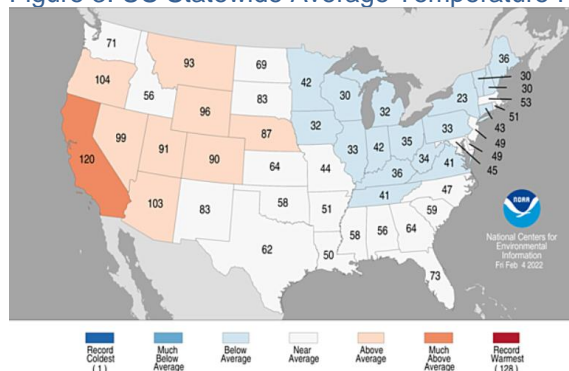 Figure 8. US Statewide Average Temperature
71
93
69
36
104
42
30
30
56
83
30
96
32
23
53
51
32
33
43
99
87
33
42
35
49
91
90
34
41
49
120
64
44
36
45
47
41
103
83
58
51
59
58
56
64
62
50
73
NOAA
National Centers for
Environmental
Information
Fri Feb 4 2022
Record
Coldest
( 1 )
Much
Below
Average
Below
Average
Near
Average
Above
Average
Much
Above
Average
Record
Warmest
( 128 )